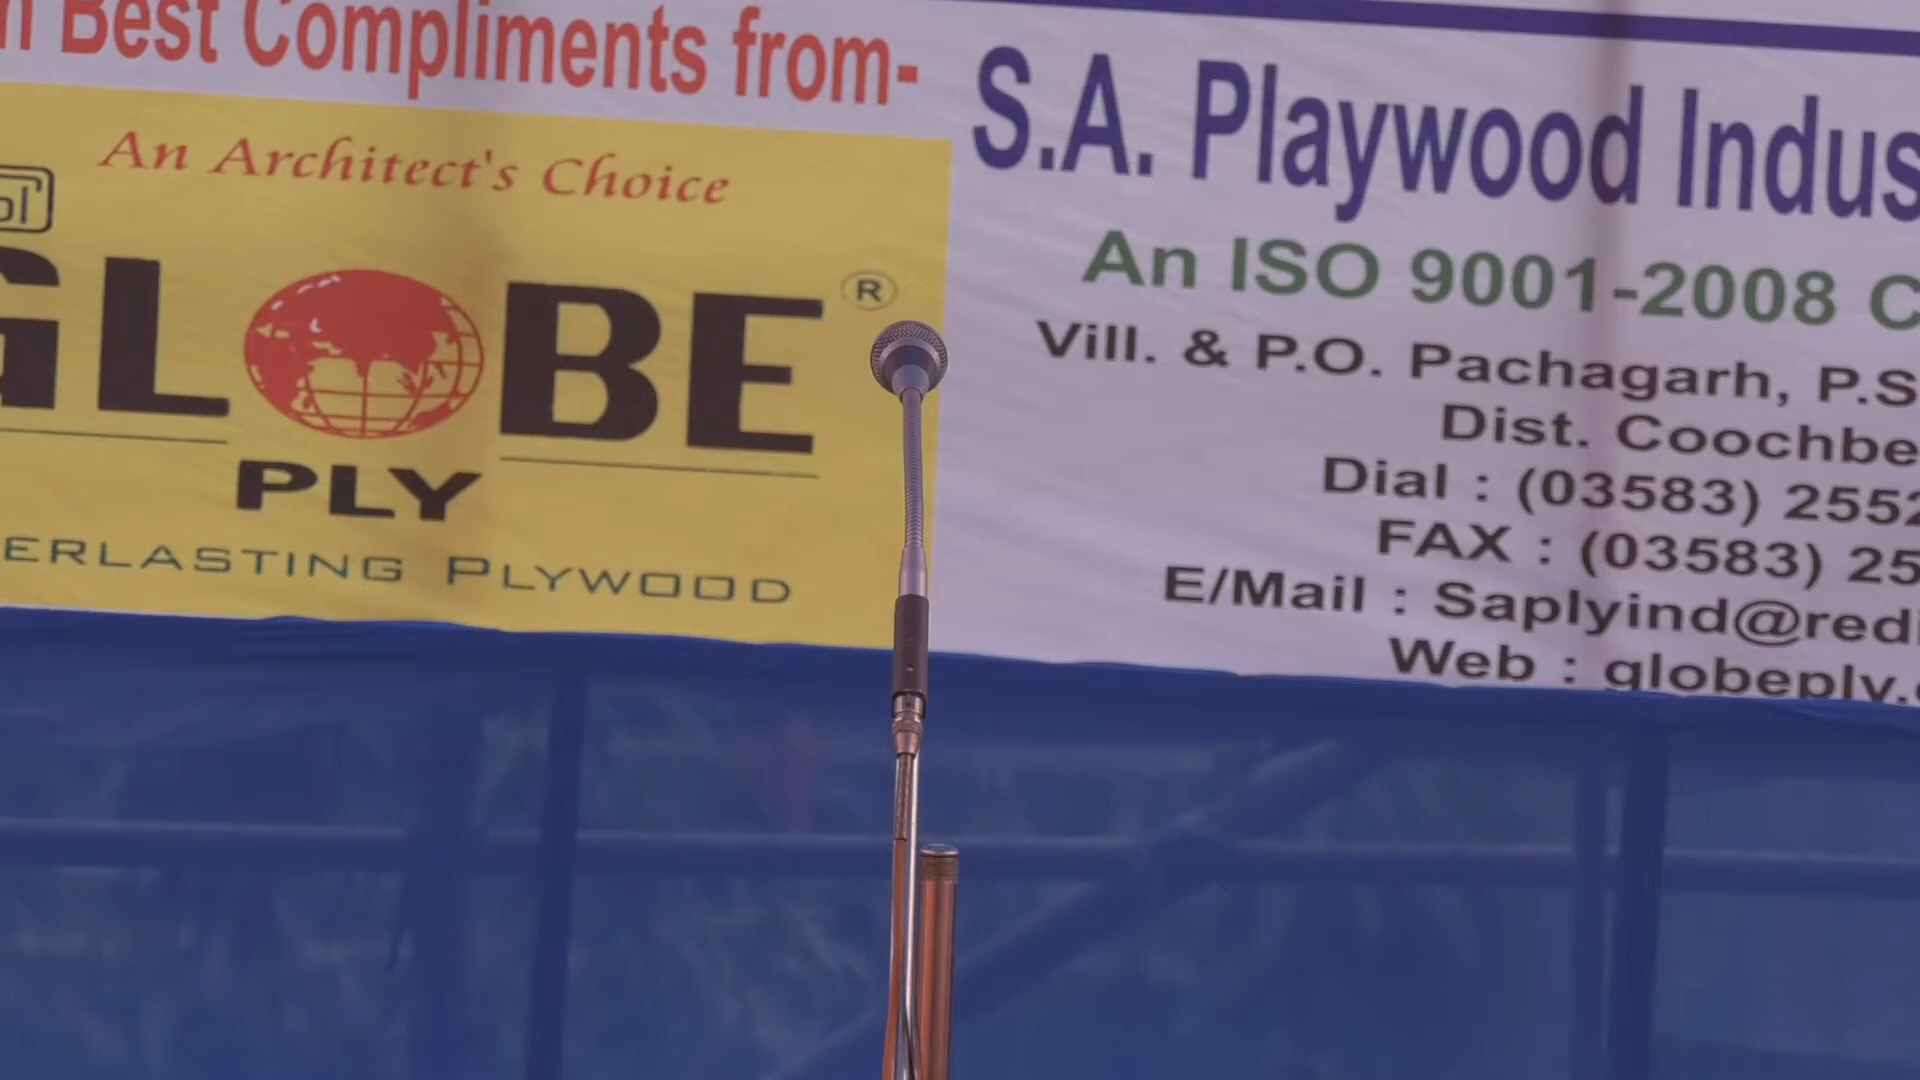 Best Compliments from-
An Architect's Choice
GLOBE
®
PLY
ERLASTING PLYWOOD
S.A. Playwood Indus
An ISO 9001-2008 C
Vill. & P.O. Pachagarh, P.S
Dist. Coochbe
Dial : (03583) 2552
FAX : (03583) 25
E/Mail : Saplyind@redi
Web : globeply.